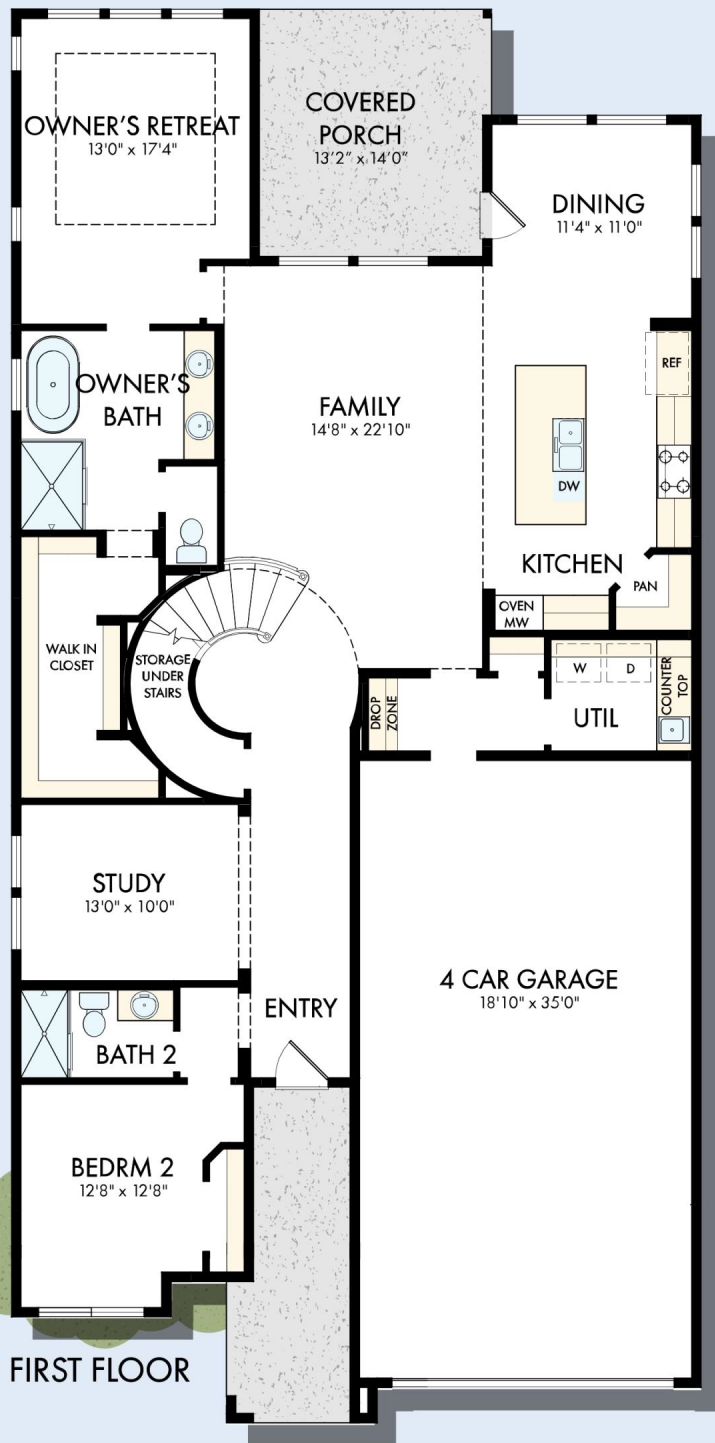 OWNER'S RETREAT
13'0" x 17'4"
COVERED
PORCH
13'2" x 14'0"
DINING
11'4" x 11'0"
OWNER'S
BATH
FAMILY
14'8" x 22'10"
REF
DW
KITCHEN
PAN
OVEN
MW
WALK IN
CLOSET
STORAGE
UNDER
STAIRS
DROP
ZONE
W
D
COUNTER
TOP
UTIL
STUDY
13'0" x 10'0"
4 CAR GARAGE
18'10" x 35'0"
ENTRY
BATH 2
BEDRM 2
12'8" x 12'8"
FIRST FLOOR